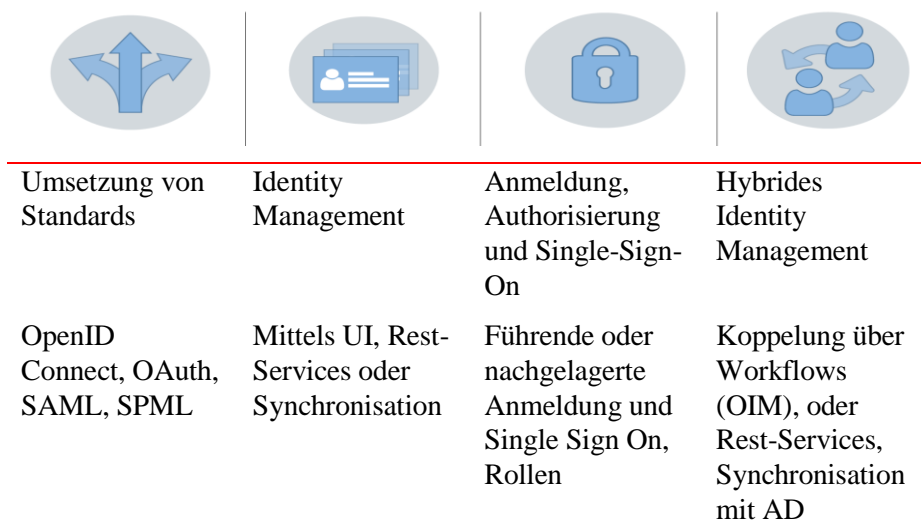 Umsetzung von
Standards
Identity
Management
Anmeldung,
Authorisierung
und Single-Sign-
On
Hybrides
Identity
Management
OpenID
Connect, OAuth,
SAML, SPML
Mittels UI, Rest-
Services oder
Synchronisation
Führende oder
nachgelagerte
Anmeldung und
Single Sign On,
Rollen
Koppelung über
Workflows
(OIM), oder
Rest-Services,
Synchronisation
mit AD